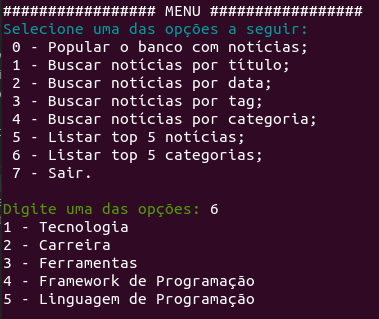 ################# MENU #################
Selecione uma das opções a seguir:
0 - Popular o banco com notícias;
1 - Buscar notícias por título;
2 - Buscar notícias por data;
3 - Buscar notícias por tag;
4 - Buscar notícias por categoria;
5 - Listar top 5 notícias;
6 - Listar top 5 categorias;
7 - Sair.
Digite uma das opções: 6
1 - Tecnologia
2 - Carreira
3 - Ferramentas
4 - Framework de Programação
5 - Linguagem de Programação